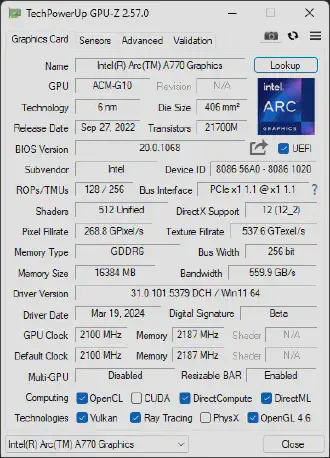 TechPowerUp GPU-Z 2.57.0
Graphics Card Sensors Advanced Validation
Name Intel(R) Arc(TM) A770 Graphics Lookup
GPU ACM-G10 Revision N/A
intel. ARC GRAPHICS
Technology 6 nm Die Size 406 mm²
Release Date Sep 27, 2022 Transistors 21700M
BIOS Version 20.0.1068 UEFI
Subvendor Intel Device ID 8086 56A0 - 8086 1020
ROPs/TMUs 128 / 256 Bus Interface PCIe x1 1.1 @ x1 1.1 ?
Shaders 512 Unified DirectX Support 12 (12_2)
Pixel Fillrate 268.8 GPixel/s Texture Fillrate 537.6 GTexel/s
Memory Type GDDR6 Bus Width 256 bit
Memory Size 16384 MB Bandwidth 559.9 GB/s
Driver Version 31.0.101.5379 DCH / Win11 64
Driver Date Mar 19, 2024 Digital Signature Beta
GPU Clock 2100 MHz Memory 2187 MHz Shader N/A
Default Clock 2100 MHz Memory 2187 MHz Shader N/A
Multi-GPU Disabled Resizable BAR Enabled
Computing OpenCL CUDA DirectCompute DirectML
Technologies Vulkan Ray Tracing PhysX OpenGL 4.6
Intel(R) Arc(TM) A770 Graphics Close